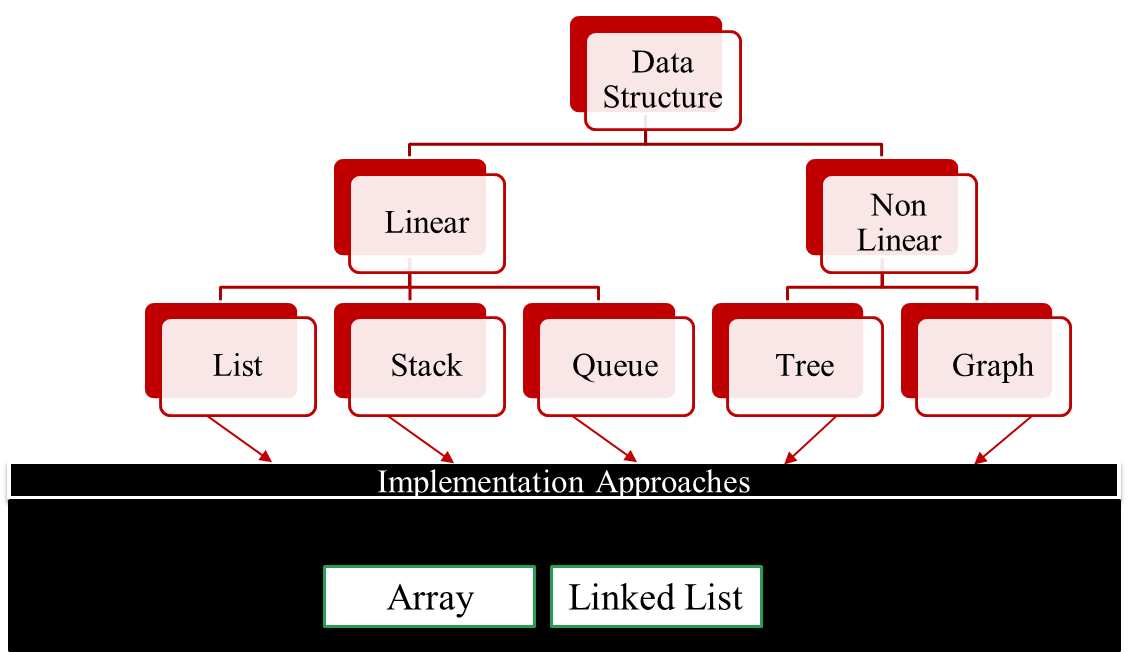 Data
Structure
Linear
Non
Linear
List
Stack
Queue
Tree
Graph
Implementation Approaches
Array
Linked List